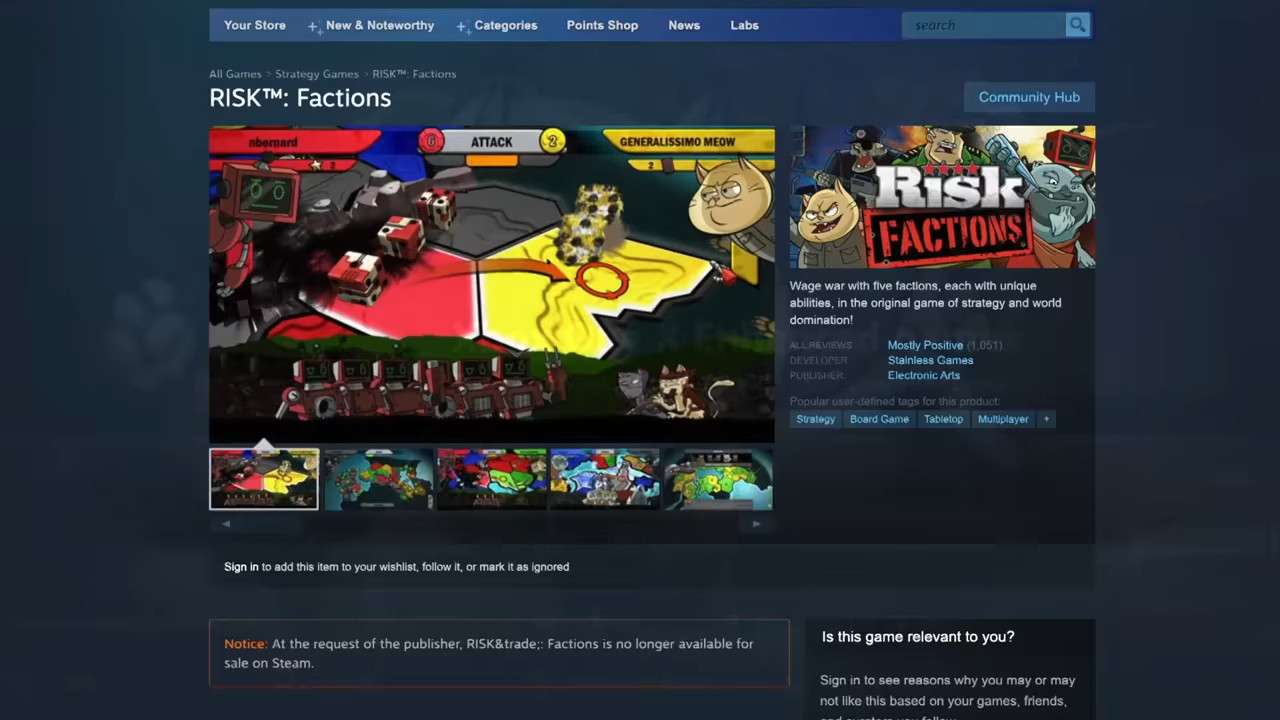 Your Store
New & Noteworthy
Categories
Points Shop
News
Labs
search
All Games > Strategy Games > RISK™: Factions
RISK™: Factions
Community Hub
nbernard
6
ATTACK
2
GENERALISSIMO MEOW
2
2
RISK
FACTIONS
Wage war with five factions, each with unique
abilities, in the original game of strategy and world
domination!
ALL REVIEWS Mostly Positive (1,051)
DEVELOPER Stainless Games
PUBLISHER: Electronic Arts
Popular user-defined tags for this product:
Strategy Board Game Tabletop Multiplayer +
Sign in to add this item to your wishlist, follow it, or mark it as ignored
Notice: At the request of the publisher, RISK&trade;: Factions is no longer available for
sale on Steam.
Is this game relevant to you?
Sign in to see reasons why you may or may
not like this based on your games, friends,
and curators you follow.